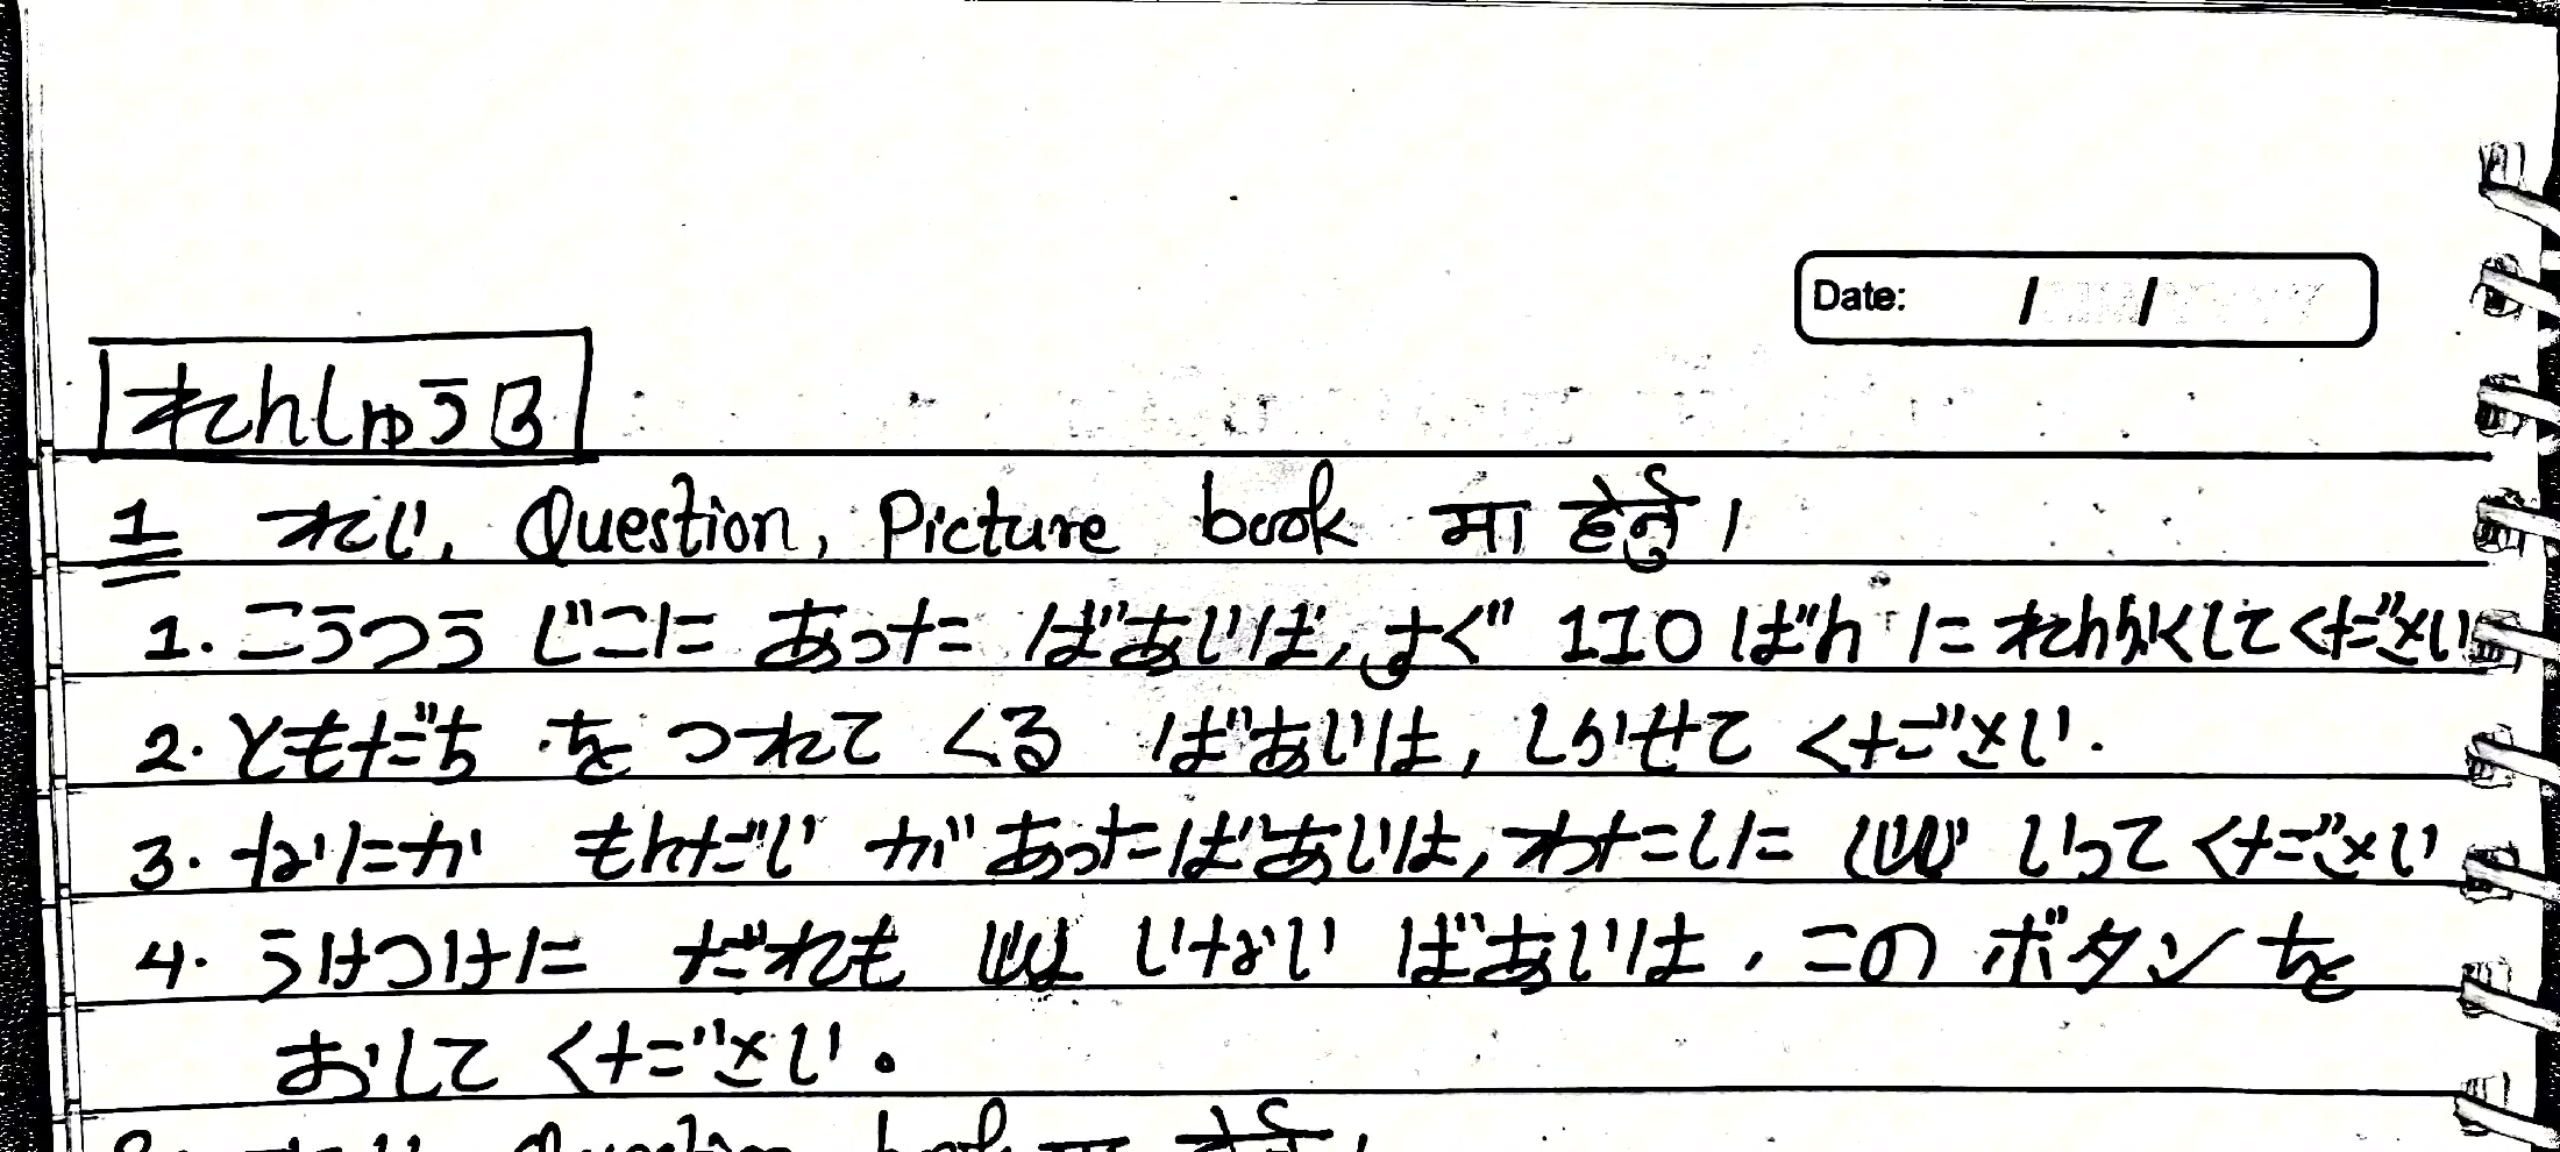 れんしゅうB
Date: / /
1 れい, Question, Picture book मा हेर्नु।
1. こうつう じこに あった ばあいは, すぐ 110 ばん に れんらくしてくださ​い
2. ともだち を つれて くる ばあいは, しらせて ください.
3. なにか もんだい が あったばあいは, わたしに いって ください
4. うけつけに だれも いない ばあいは, この ボタン を
おして ください。
Question book मा हेर्नु।